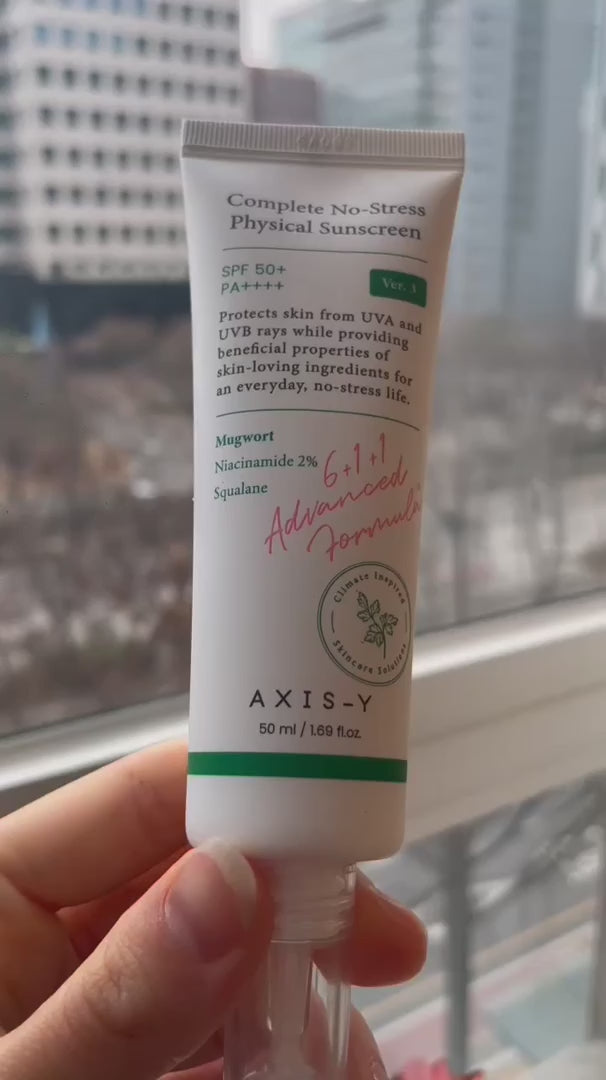 Complete No-Stress
Physical Sunscreen
SPF 50+
PA++++
Ver. 3
Protects skin from UVA and
UVB rays while providing
beneficial properties of
skin-loving ingredients for
an everyday, no-stress life.
Mugwort
Niacinamide 2%
Squalane
6+1+1
Advanced
Formula
Climate Inspired
Skincare Solutions
AXIS-Y
50 ml / 1.69 fl.oz.